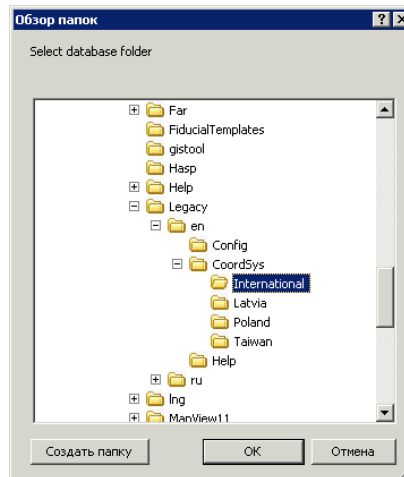 Обзор папок
Select database folder
Far
FiducialTemplates
gistool
Hasp
Help
Legacy
en
Config
CoordSys
International
Latvia
Poland
Taiwan
Help
ru
lng
MapView11
Создать папку OK Отмена